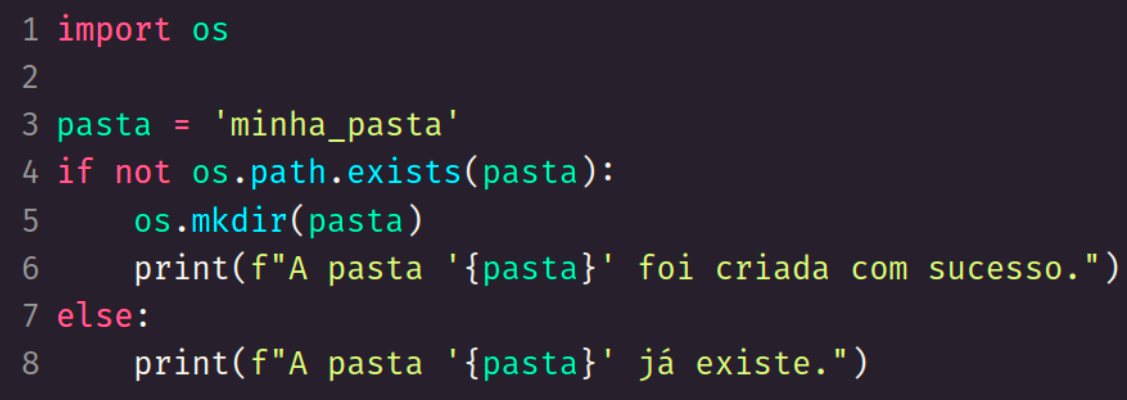 1 import os
2
3 pasta = 'minha_pasta'
4 if not os.path.exists(pasta):
5     os.mkdir(pasta)
6     print(f"A pasta '{pasta}' foi criada com sucesso.")
7 else:
8     print(f"A pasta '{pasta}' já existe.")